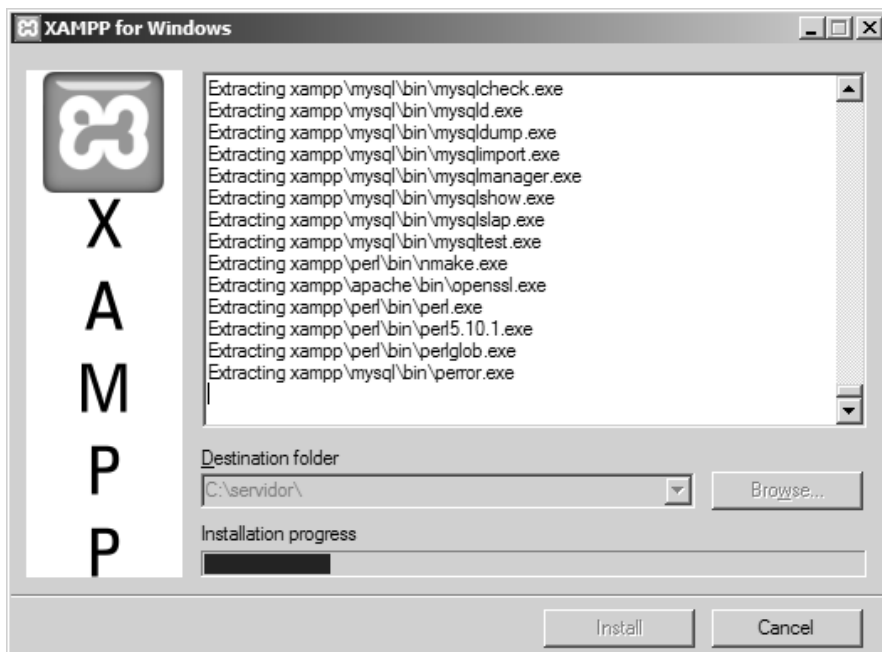 XAMPP for Windows
X
A
M
P
P
Extracting xampp\mysql\bin\mysqlcheck.exe
Extracting xampp\mysql\bin\mysqld.exe
Extracting xampp\mysql\bin\mysqldump.exe
Extracting xampp\mysql\bin\mysqlimport.exe
Extracting xampp\mysql\bin\mysqlmanager.exe
Extracting xampp\mysql\bin\mysqlshow.exe
Extracting xampp\mysql\bin\mysqlslap.exe
Extracting xampp\mysql\bin\mysqltest.exe
Extracting xampp\perl\bin\nmake.exe
Extracting xampp\apache\bin\openssl.exe
Extracting xampp\perl\bin\perl.exe
Extracting xampp\perl\bin\perl5.10.1.exe
Extracting xampp\perl\bin\perlglob.exe
Extracting xampp\mysql\bin\perror.exe
Destination folder
C:\servidor\
Browse...
Installation progress
Install
Cancel